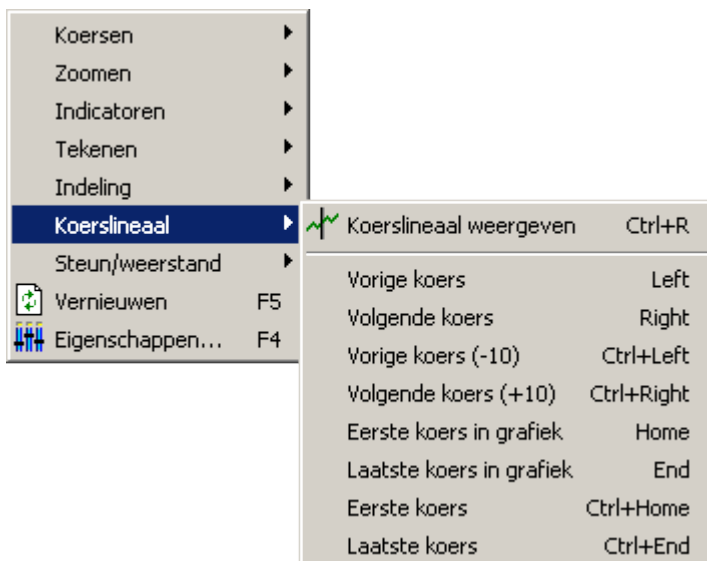 Koersen
Zoomen
Indicatoren
Tekenen
Indeling
Koerslineaal
Steun/weerstand
Vernieuwen F5
Eigenschappen... F4
Koerslineaal weergeven Ctrl+R
Vorige koers Left
Volgende koers Right
Vorige koers (-10) Ctrl+Left
Volgende koers (+10) Ctrl+Right
Eerste koers in grafiek Home
Laatste koers in grafiek End
Eerste koers Ctrl+Home
Laatste koers Ctrl+End